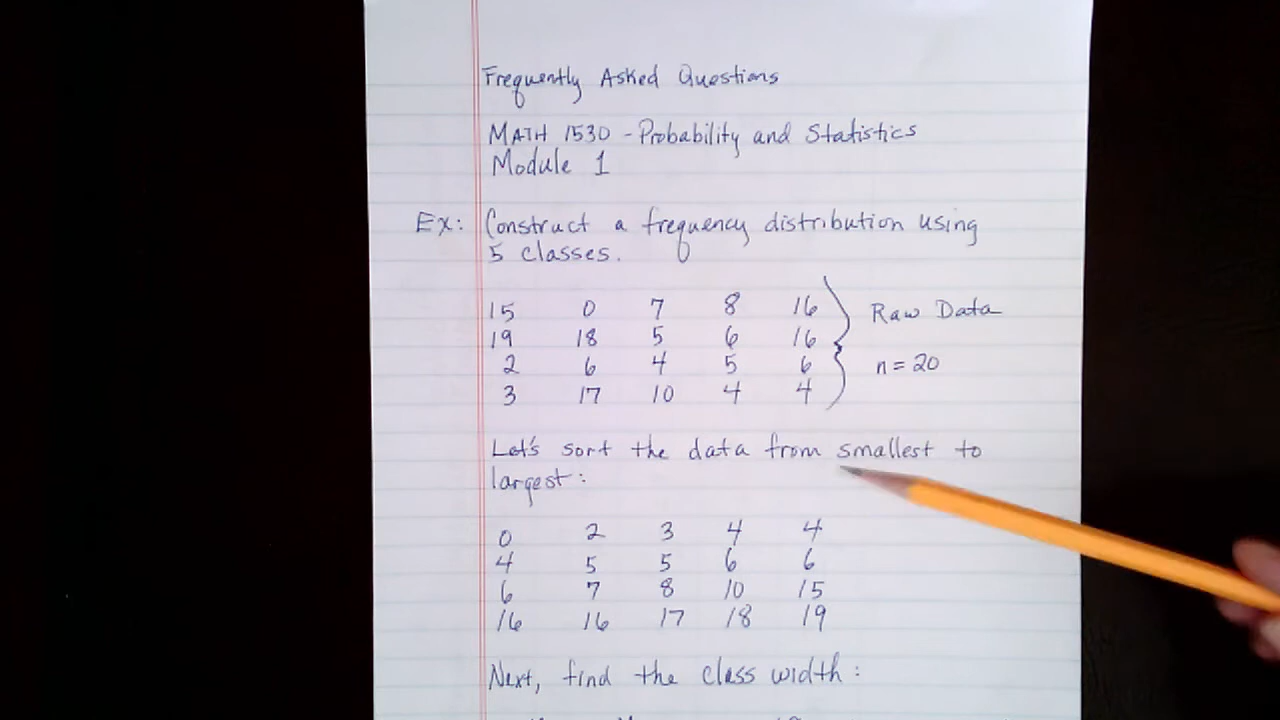 Frequently Asked Questions
MATH 1530 - Probability and Statistics
Module 1
Ex: Construct a frequency distribution using
5 classes.
15 0 7 8 16 Raw Data
19 18 5 6 16
2 6 4 5 6 n = 20
3 17 10 4 4
Let's sort the data from smallest to
largest:
0 2 3 4 4
4 5 5 6 6
6 7 8 10 15
16 16 17 18 19
Next, find the class width: